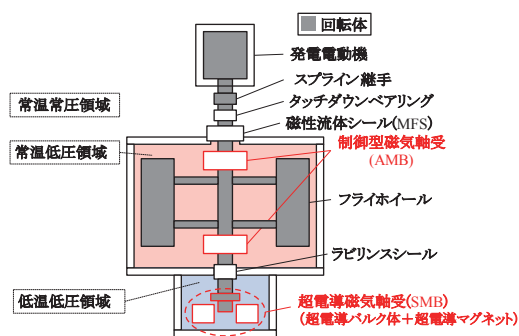 回転体
発電電動機
スプライン継手
タッチダウンベアリング
常温常圧領域
磁性流体シール(MFS)
常温低圧領域
制御型磁気軸受
(AMB)
フライホイール
ラビリンスシール
低温低圧領域
超電導磁気軸受(SMB)
(超電導バルク体＋超電導マグネット)